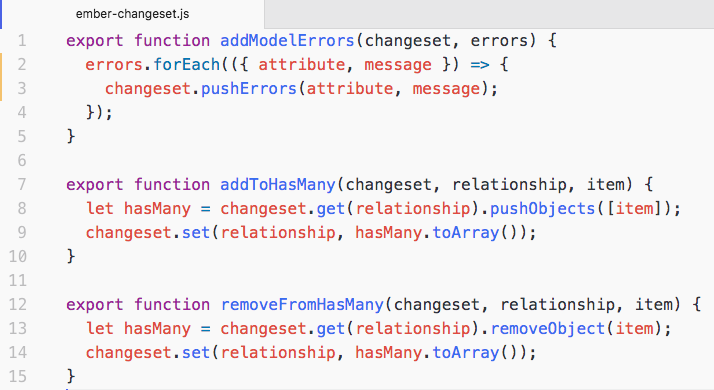 ember-changeset.js
1 export function addModelErrors(changeset, errors) {
2   errors.forEach(({ attribute, message }) => {
3     changeset.pushErrors(attribute, message);
4   });
5 }
6
7 export function addToHasMany(changeset, relationship, item) {
8   let hasMany = changeset.get(relationship).pushObjects([item]);
9   changeset.set(relationship, hasMany.toArray());
10 }
11
12 export function removeFromHasMany(changeset, relationship, item) {
13   let hasMany = changeset.get(relationship).removeObject(item);
14   changeset.set(relationship, hasMany.toArray());
15 }